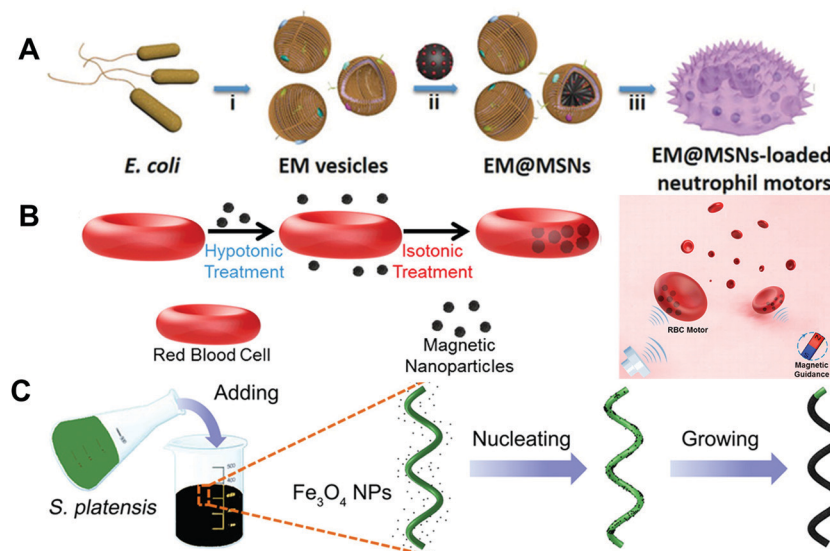 A
i
ii
iii
E. coli
EM vesicles
EM@MSNs
EM@MSNs-loaded
neutrophil motors
B
Hypotonic
Treatment
Isotonic
Treatment
Red Blood Cell
Magnetic
Nanoparticles
RBC Motor
Magnetic
Guidance
C
Adding
S. platensis
Fe₃O₄ NPs
Nucleating
Growing